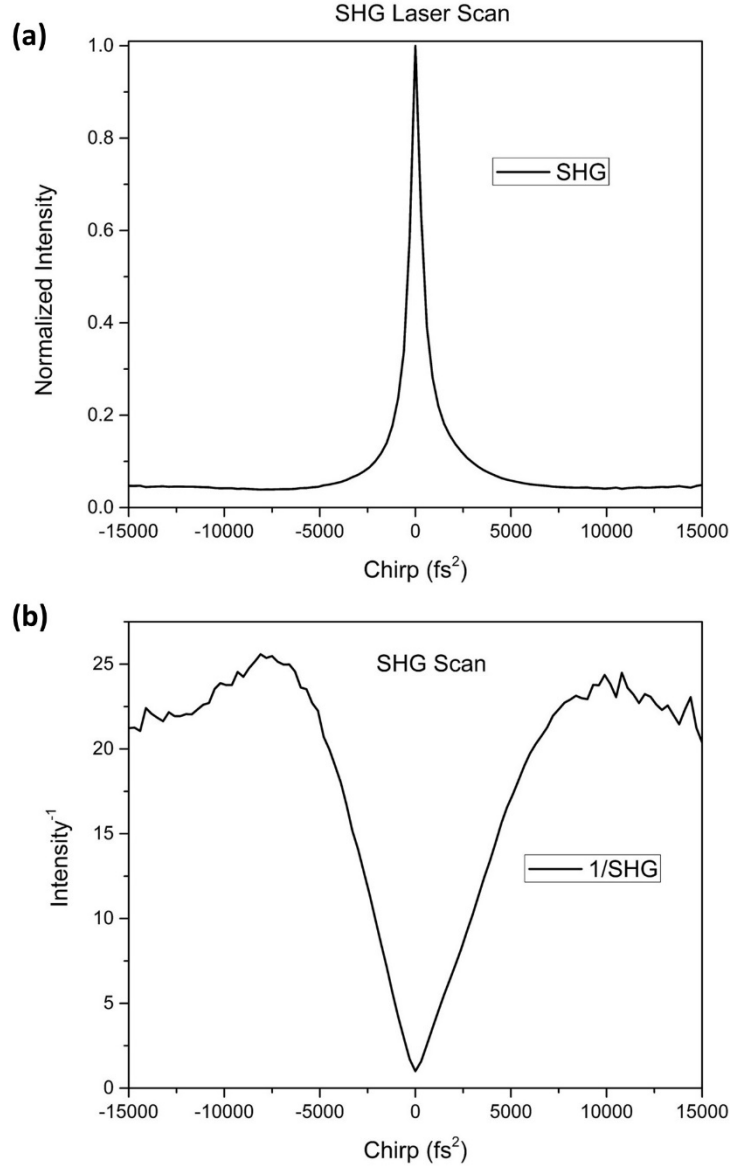 SHG Laser Scan
(a)
1.0
0.8
0.6
0.4
0.2
0.0
Normalized Intensity
SHG
-15000 -10000 -5000 0 5000 10000 15000
Chirp (fs²)
(b)
SHG Scan
25
20
15
10
5
0
Intensity⁻¹
1/SHG
-15000 -10000 -5000 0 5000 10000 15000
Chirp (fs²)